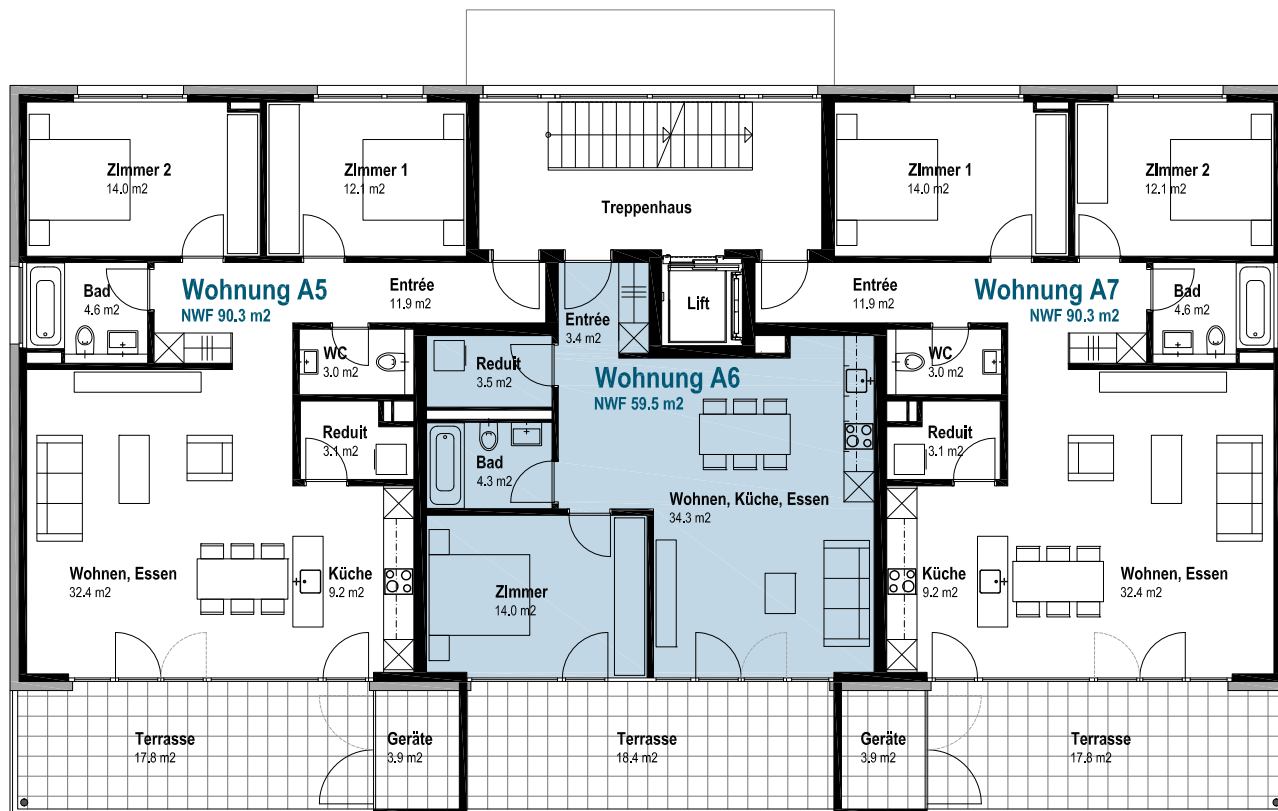 ZImmer 2
14.0 m2
ZImmer 1
12.1 m2
Treppenhaus
ZImmer 1
14.0 m2
ZImmer 2
12.1 m2
Bad
4.6 m2
Wohnung A5
NWF 90.3 m2
Entrée
11.9 m2
Entrée
3.4 m2
Lift
Entrée
11.9 m2
Wohnung A7
NWF 90.3 m2
Bad
4.6 m2
WC
3.0 m2
Reduit
3.5 m2
Wohnung A6
NWF 59.5 m2
WC
3.0 m2
Reduit
3.1 m2
Bad
4.3 m2
Wohnen, Küche, Essen
34.3 m2
Reduit
3.1 m2
Wohnen, Essen
32.4 m2
Küche
9.2 m2
ZImmer
14.0 m2
Küche
9.2 m2
Wohnen, Essen
32.4 m2
Terrasse
17.8 m2
Geräte
3.9 m2
Terrasse
18.4 m2
Geräte
3.9 m2
Terrasse
17.8 m2